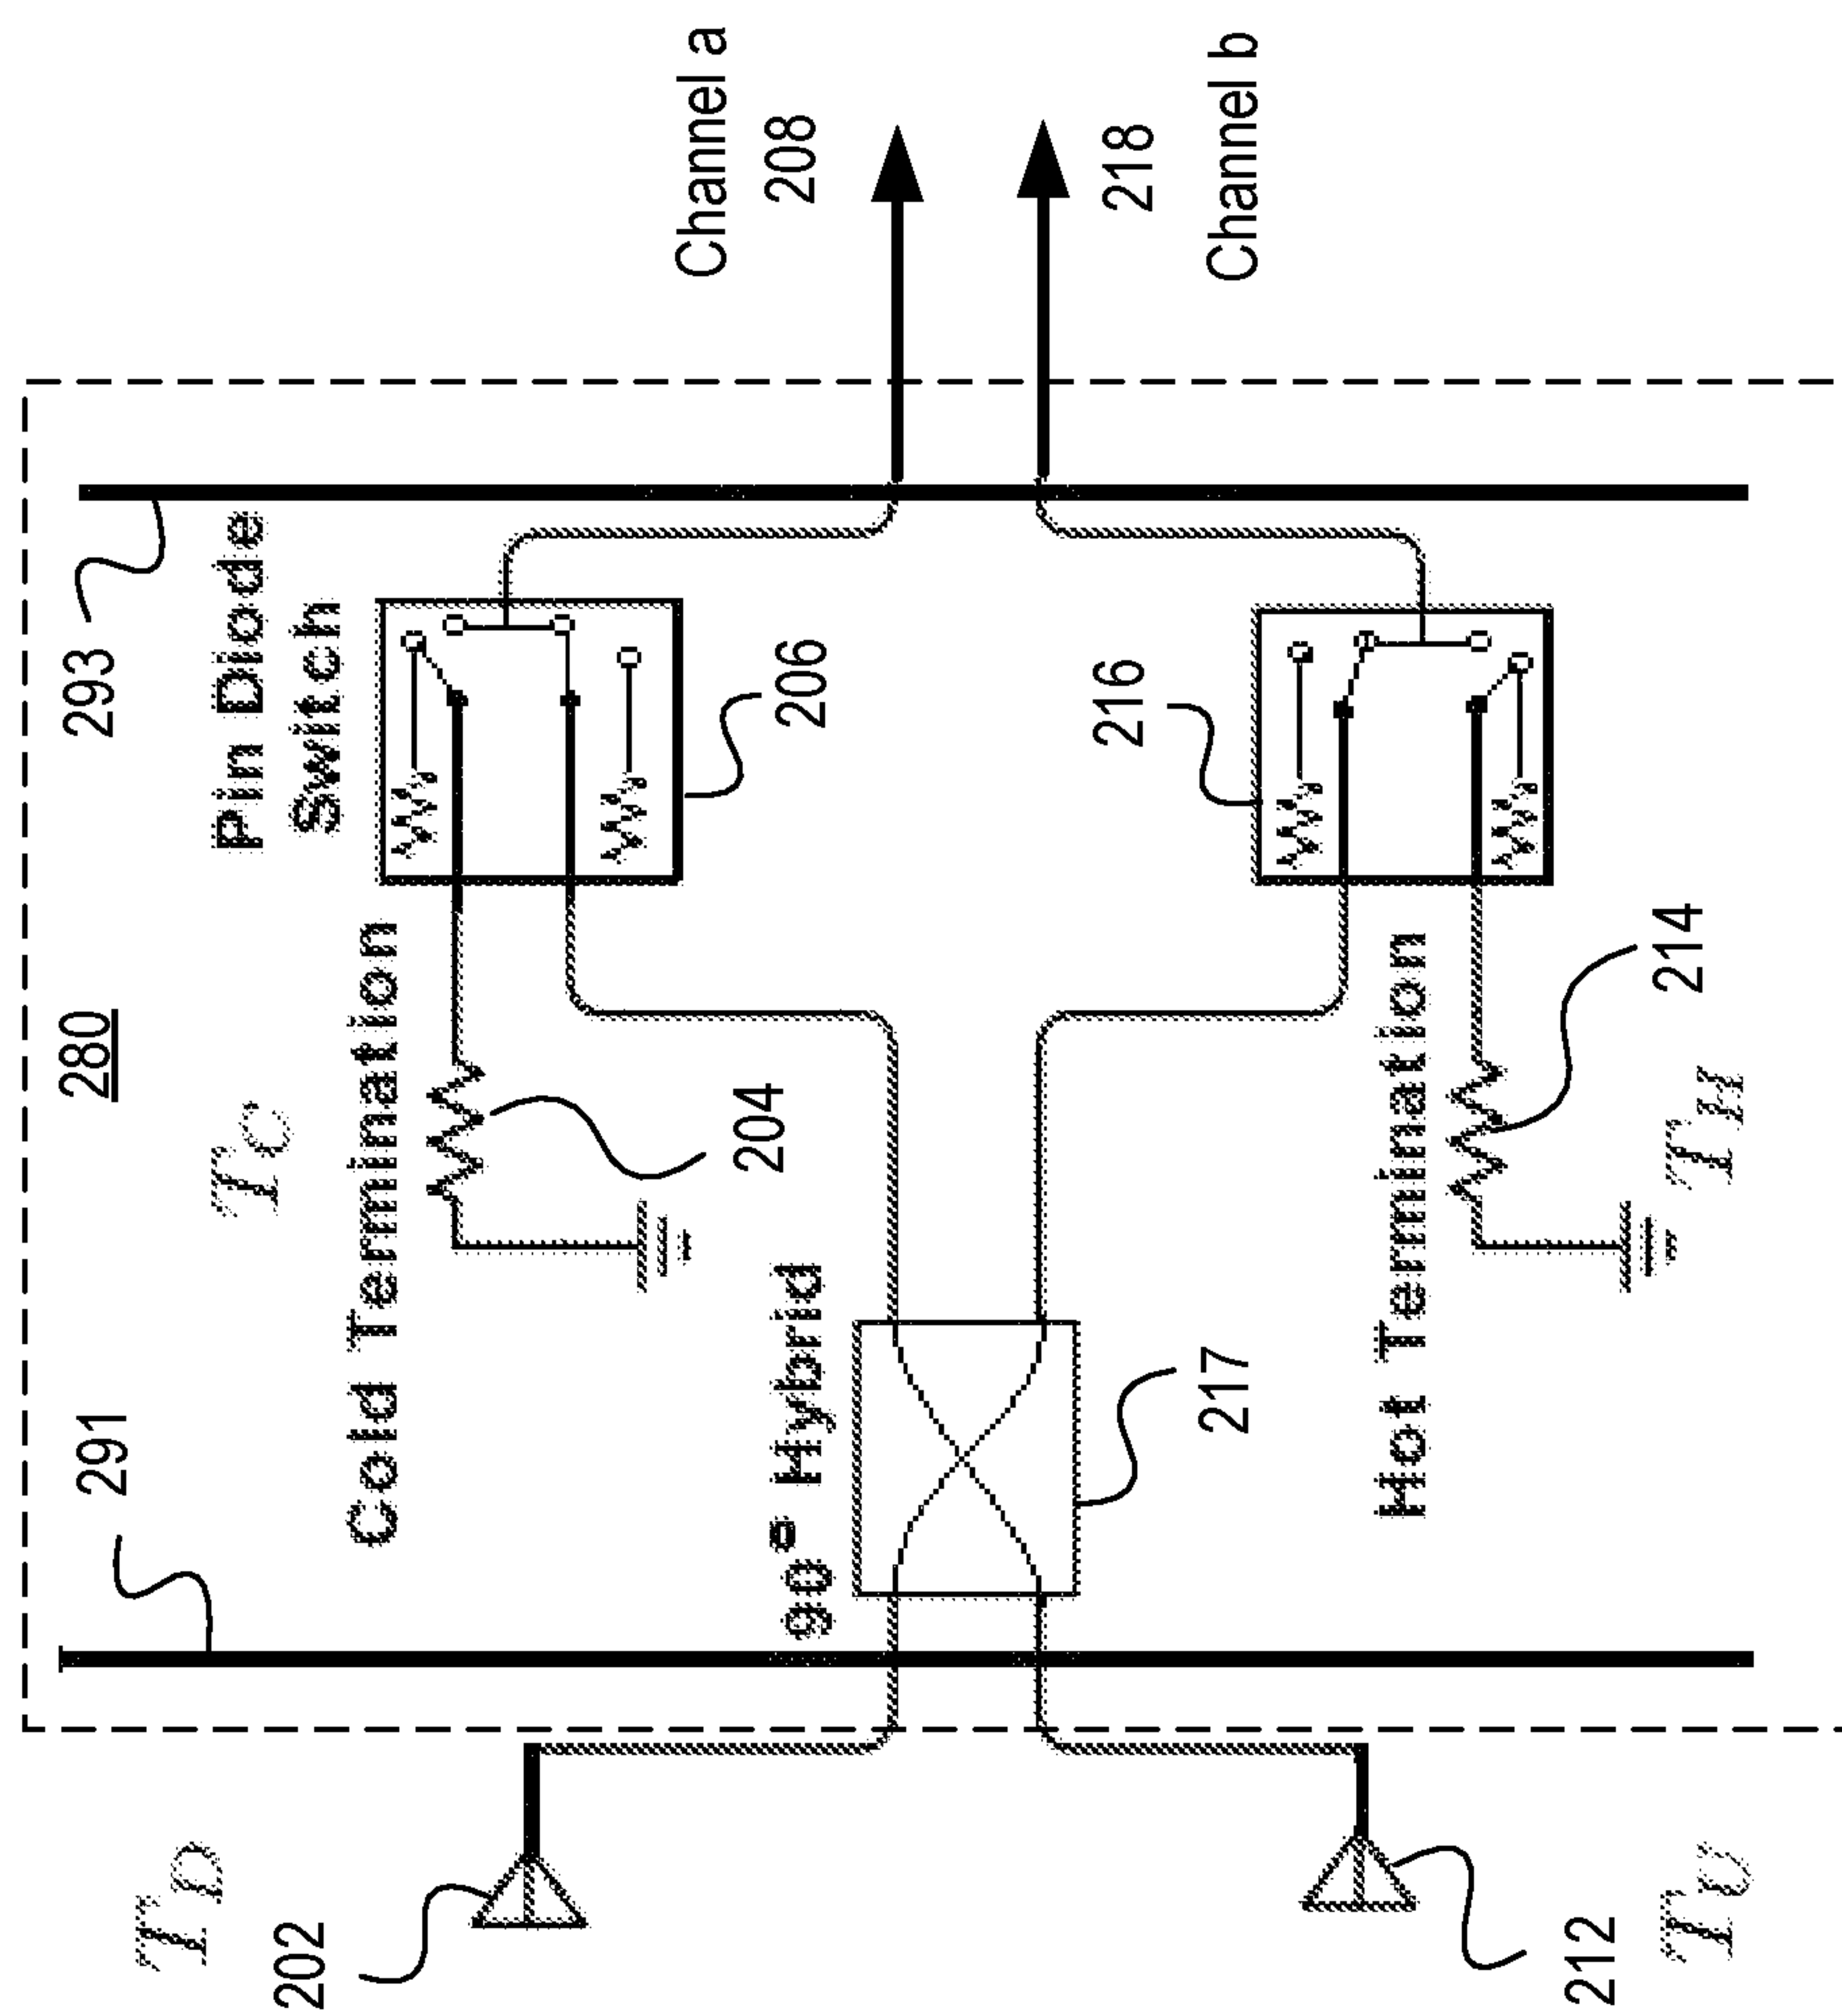 280
291
293
T_C
Cold Termination
Pin Diode
Switch
T_D
202
204
206
Channel a
208
90° Hybrid
217
218
Channel b
216
Hot Termination
214
T_H
212
T_U